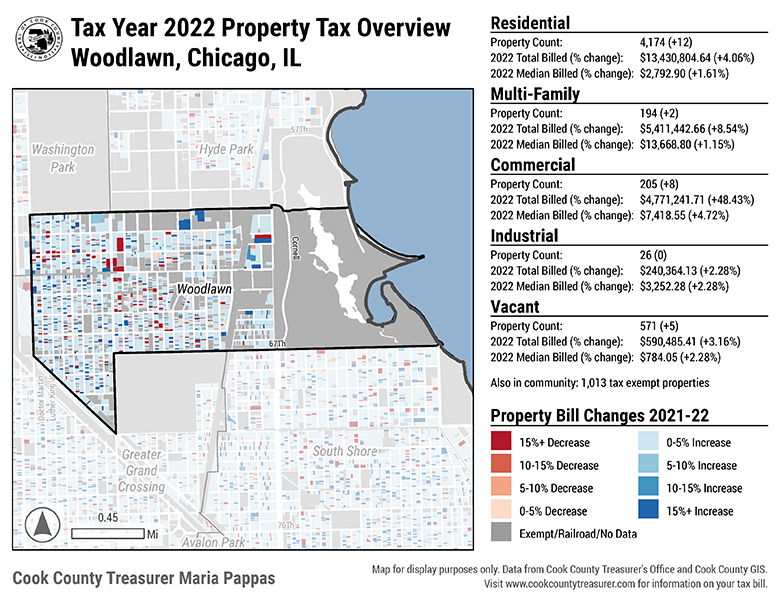 Tax Year 2022 Property Tax Overview
Woodlawn, Chicago, IL
57Th
Washington
Park
Hyde Park
Cornell
Woodlawn
67Th
Doctor Martin
Luther King Jr
Greater
Grand
Crossing
South Shore
76Th
Avalon Park
0.45
Mi
Residential
Property Count: 4,174 (+12)
2022 Total Billed (% change): $13,430,804.64 (+4.06%)
2022 Median Billed (% change): $2,792.90 (+1.61%)
Multi-Family
Property Count: 194 (+2)
2022 Total Billed (% change): $5,411,442.66 (+8.54%)
2022 Median Billed (% change): $13,668.80 (+1.15%)
Commercial
Property Count: 205 (+8)
2022 Total Billed (% change): $4,771,241.71 (+48.43%)
2022 Median Billed (% change): $7,418.55 (+4.72%)
Industrial
Property Count: 26 (0)
2022 Total Billed (% change): $240,364.13 (+2.28%)
2022 Median Billed (% change): $3,252.28 (+2.28%)
Vacant
Property Count: 571 (+5)
2022 Total Billed (% change): $590,485.41 (+3.16%)
2022 Median Billed (% change): $784.05 (+2.28%)
Also in community: 1,013 tax exempt properties
Property Bill Changes 2021-22
15%+ Decrease
10-15% Decrease
5-10% Decrease
0-5% Decrease
Exempt/Railroad/No Data
0-5% Increase
5-10% Increase
10-15% Increase
15%+ Increase
Cook County Treasurer Maria Pappas
Map for display purposes only. Data from Cook County Treasurer's Office and Cook County GIS.
Visit www.cookcountytreasurer.com for information on your tax bill.